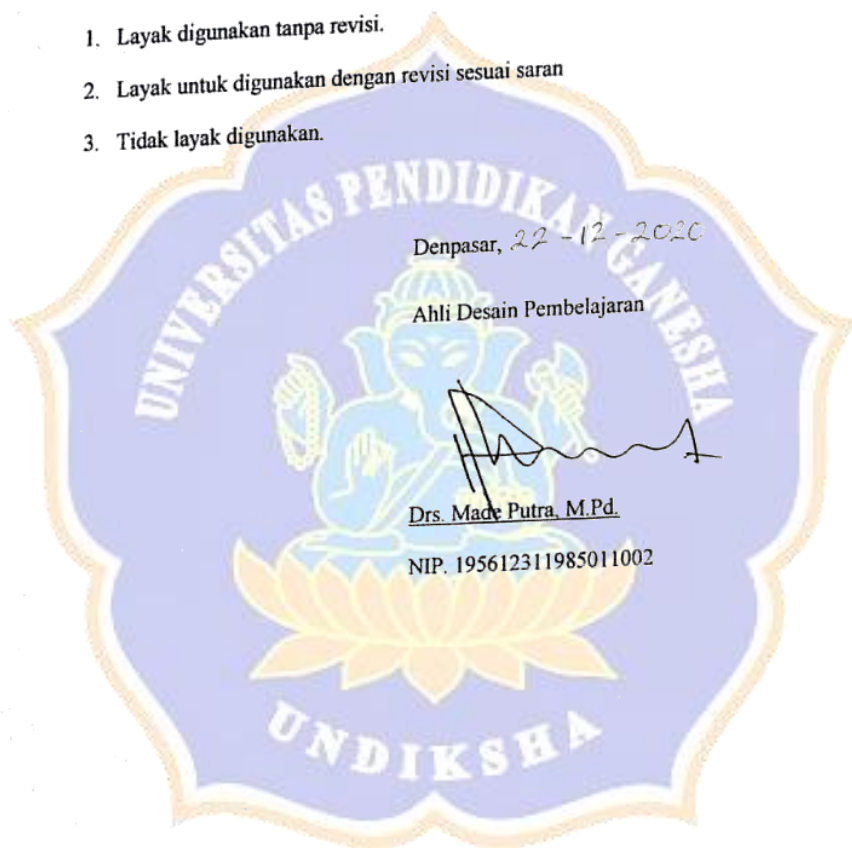 1. Layak digunakan tanpa revisi.
2. Layak untuk digunakan dengan revisi sesuai saran
3. Tidak layak digunakan.
UNIVERSITAS PENDIDIKAN GANESHA
Denpasar, 22 - 12 - 2020
Ahli Desain Pembelajaran
Drs. Made Putra, M.Pd.
NIP. 195612311985011002
UNDIKSHA